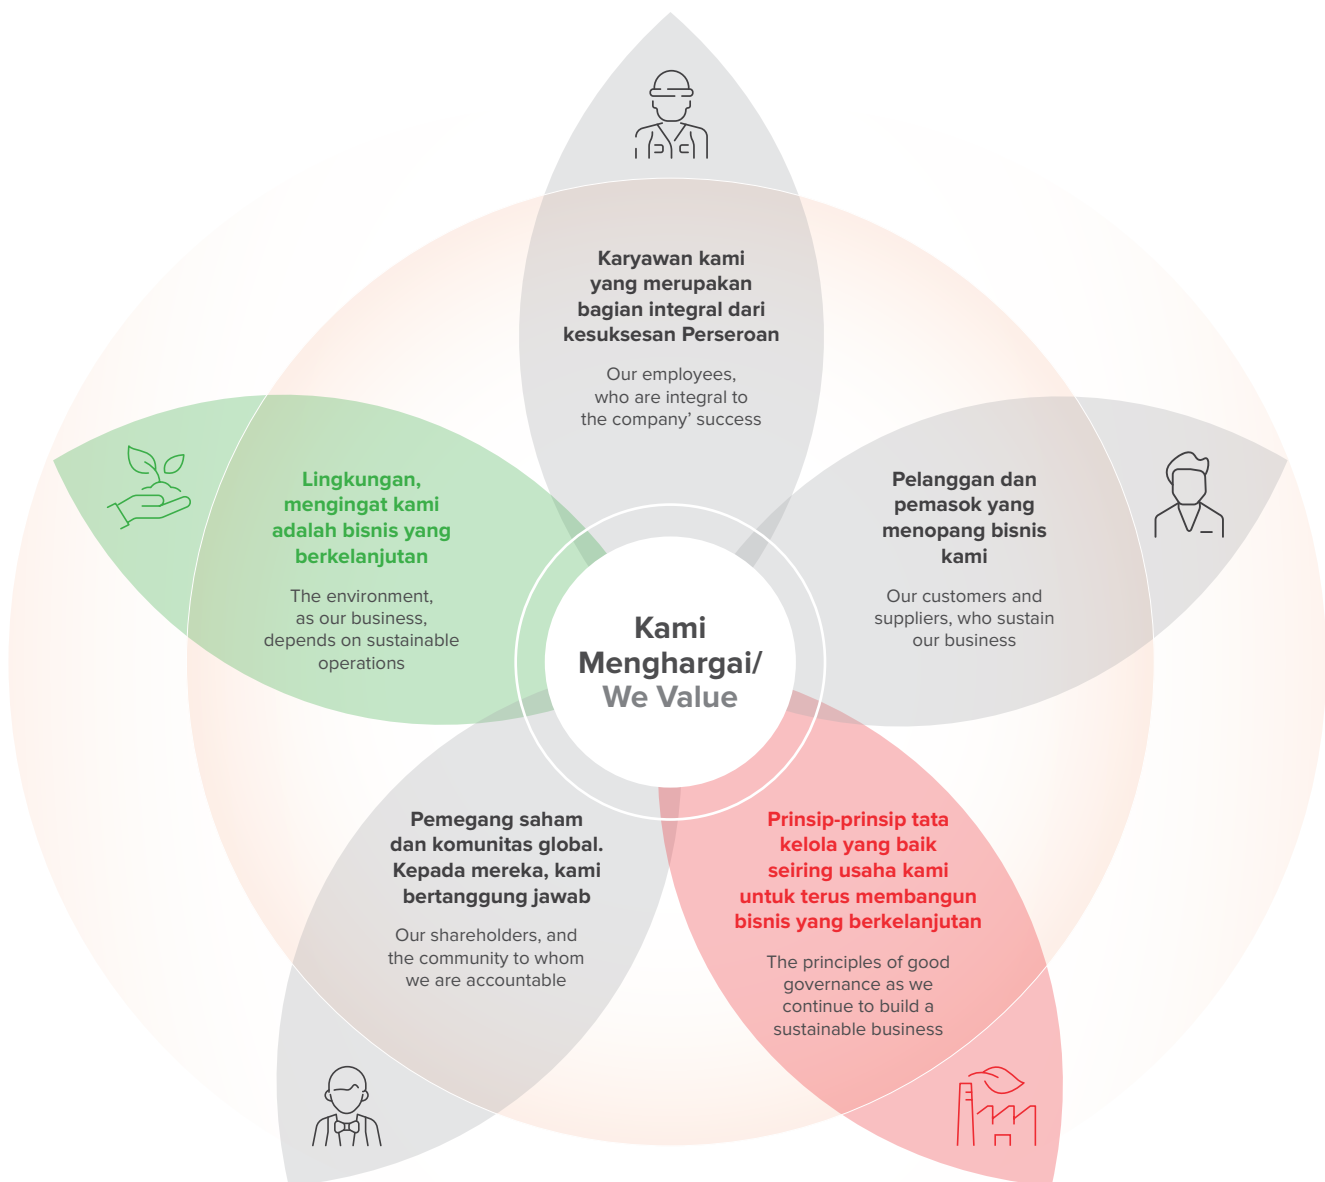 Karyawan kami
yang merupakan
bagian integral dari
kesuksesan Perseroan
Our employees,
who are integral to
the company’ success
Lingkungan,
mengingat kami
adalah bisnis yang
berkelanjutan
The environment,
as our business,
depends on sustainable
operations
Pelanggan dan
pemasok yang
menopang bisnis
kami
Our customers and
suppliers, who sustain
our business
Kami
Menghargai/
We Value
Pemegang saham
dan komunitas global.
Kepada mereka, kami
bertanggung jawab
Our shareholders, and
the community to whom
we are accountable
Prinsip-prinsip tata
kelola yang baik
seiring usaha kami
untuk terus membangun
bisnis yang berkelanjutan
The principles of good
governance as we
continue to build a
sustainable business